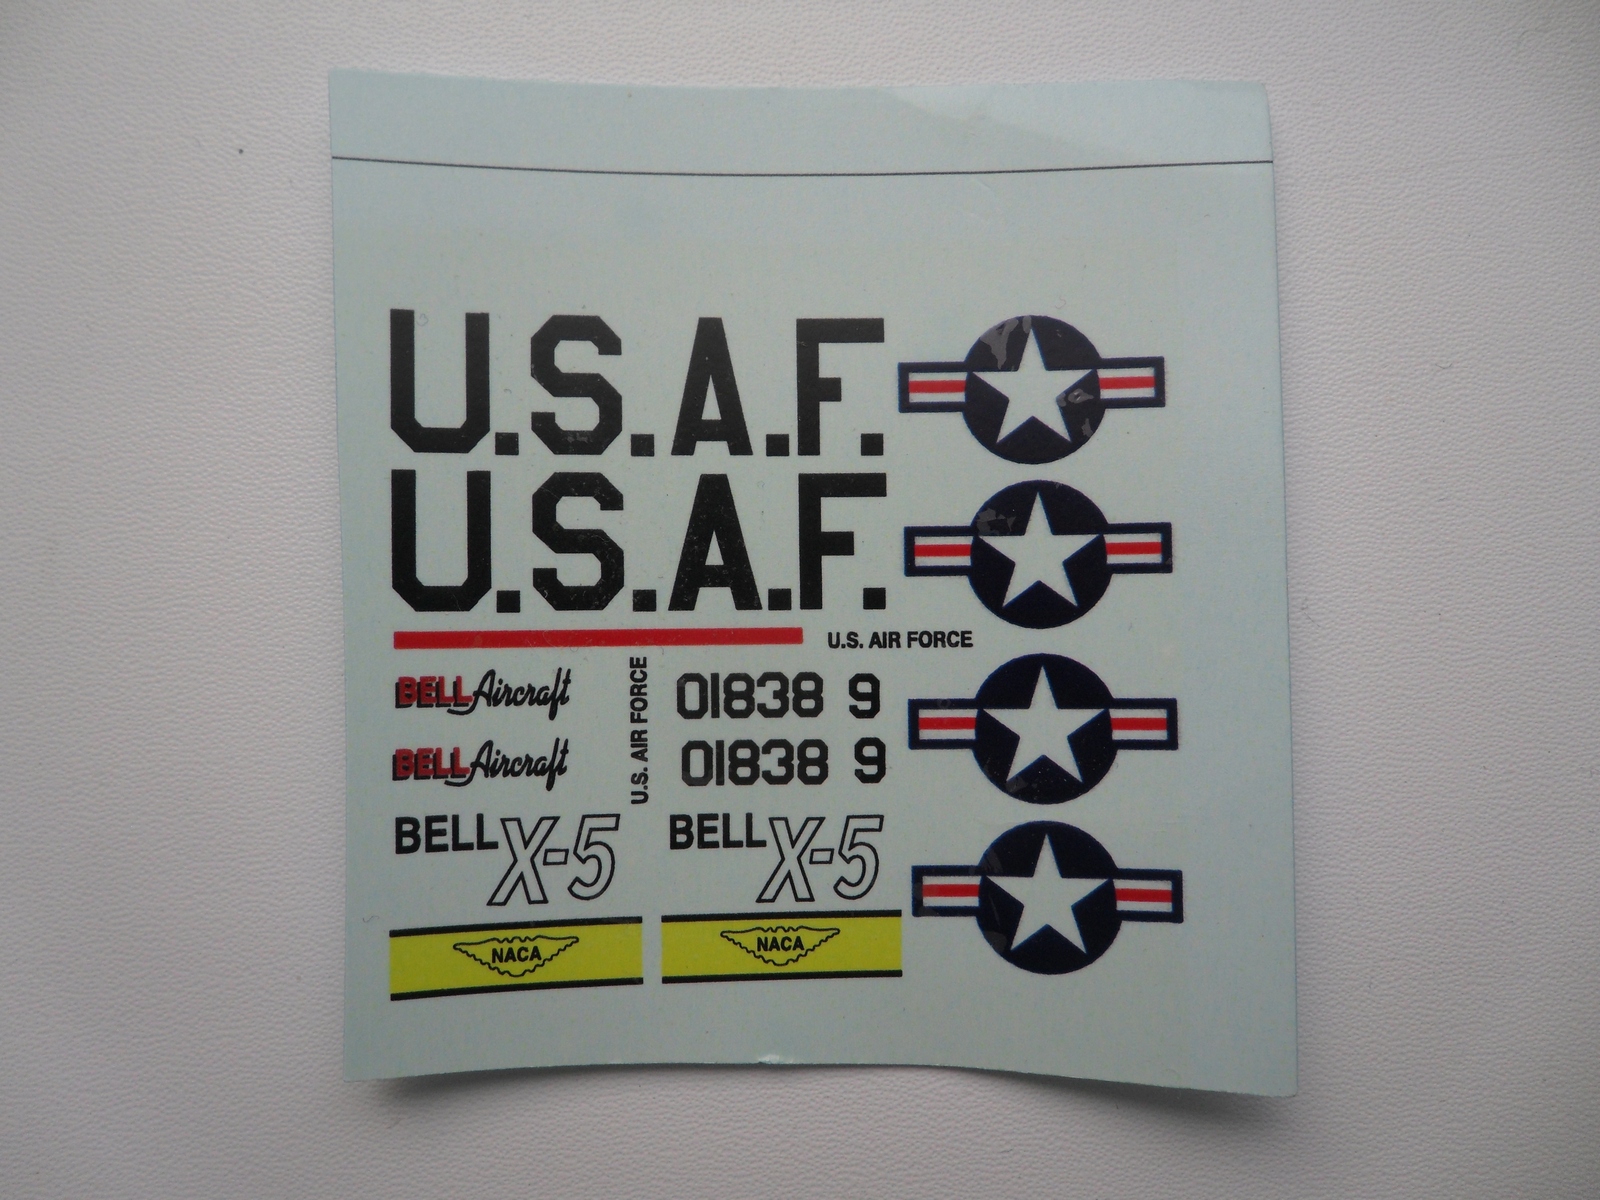 U.S.A.F.
U.S.A.F.
U.S. AIR FORCE
BELL Aircraft
U.S. AIR FORCE
01838 9
BELL Aircraft
01838 9
BELL X-5
BELL X-5
NACA
NACA